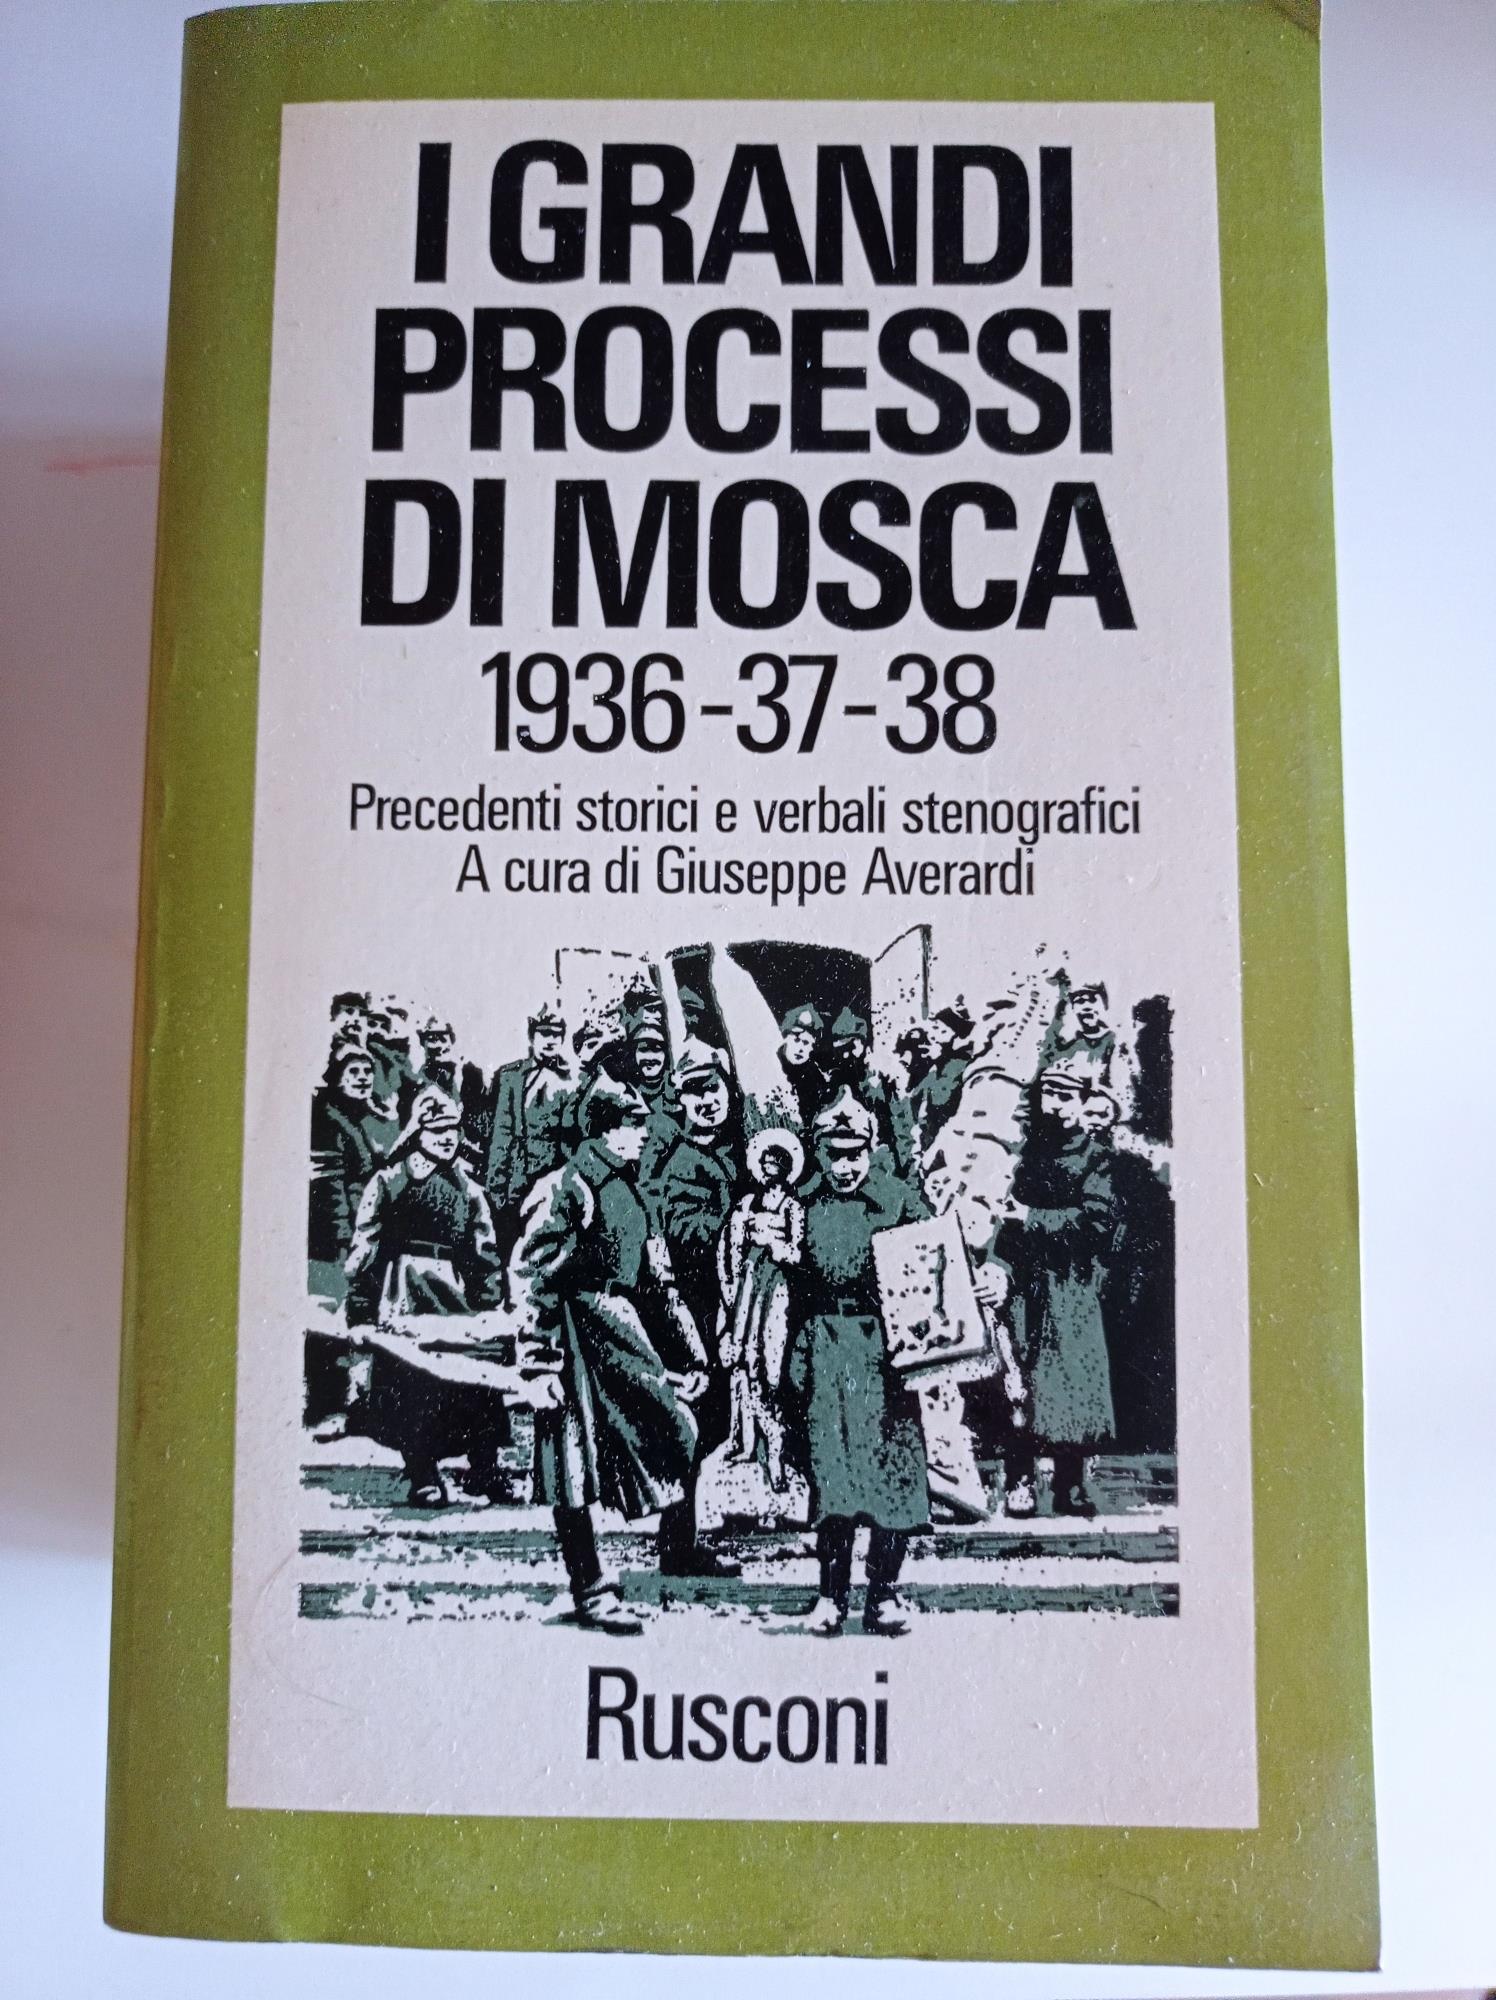 I GRANDI
PROCESSI
DI MOSCA
1936-37-38
Precedenti storici e verbali stenografici
A cura di Giuseppe Averardi
Rusconi